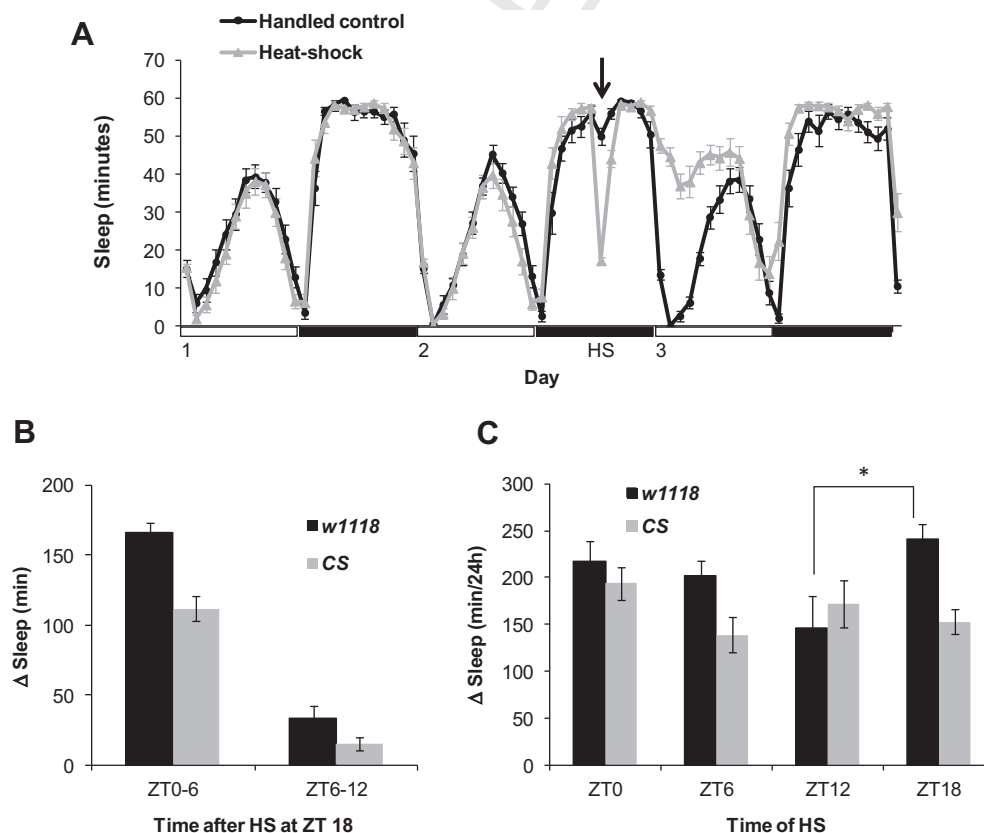 A
Handled control
Heat-shock
70
60
50
40
30
20
10
0
Sleep (minutes)
1
2
HS
3
Day
B
200
150
100
50
0
Δ Sleep (min)
w1118
CS
ZT0-6
ZT6-12
Time after HS at ZT 18
C
300
250
200
150
100
50
0
Δ Sleep (min/24h)
w1118
CS
*
ZT0
ZT6
ZT12
ZT18
Time of HS